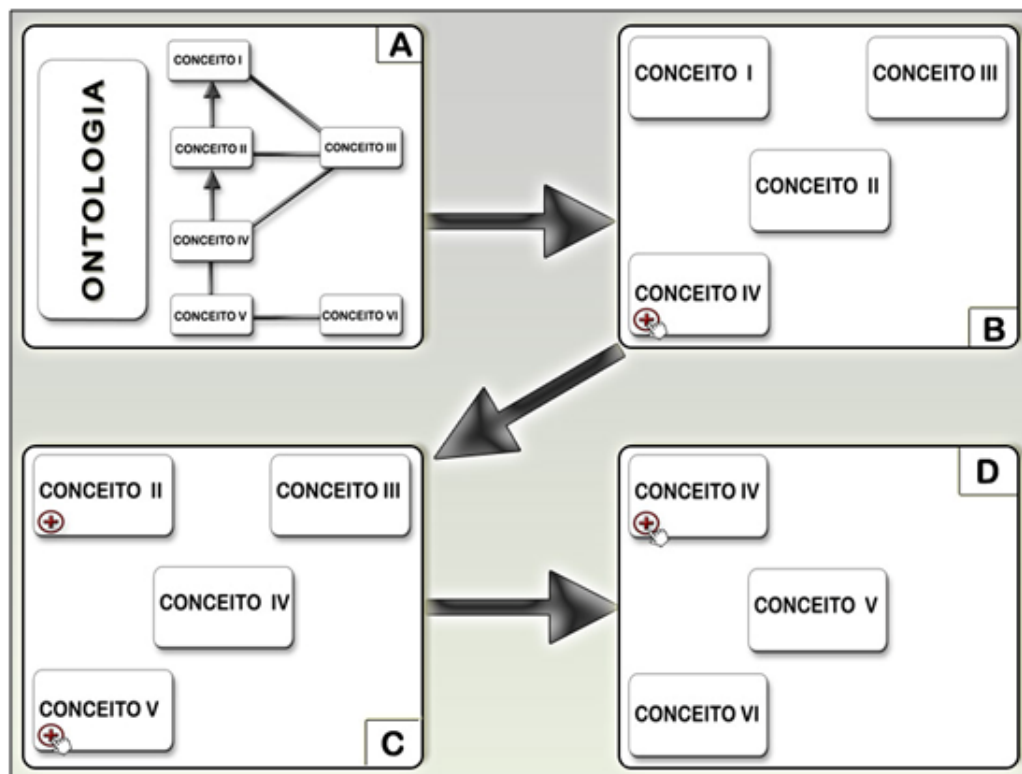 A
ONTOLOGIA
CONCEITO I
CONCEITO II
CONCEITO III
CONCEITO IV
CONCEITO V
CONCEITO VI
CONCEITO I
CONCEITO III
CONCEITO II
CONCEITO IV
B
CONCEITO II
CONCEITO III
CONCEITO IV
CONCEITO V
C
D
CONCEITO IV
CONCEITO V
CONCEITO VI